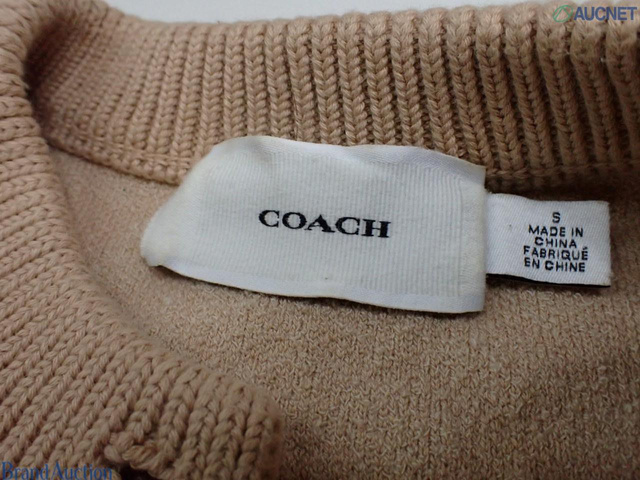 AUCNET
COACH
S
MADE IN
CHINA
FABRIQUÉ
EN CHINE
Brand Auction